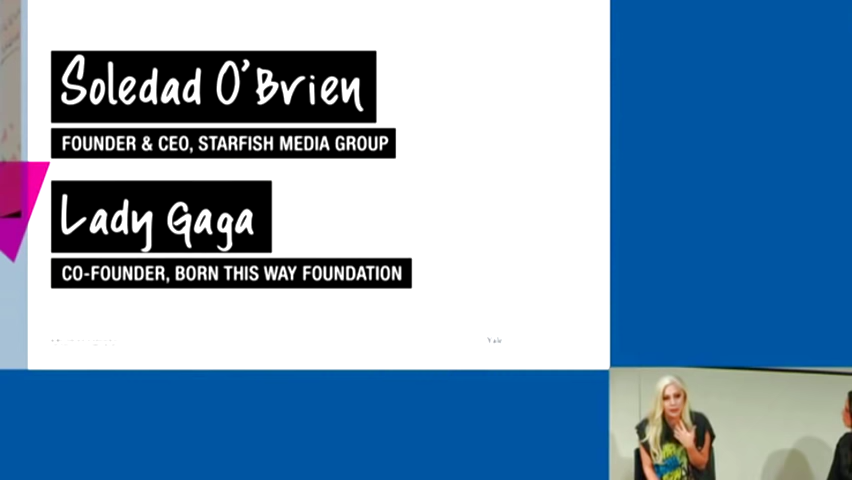 Soledad O'Brien
FOUNDER & CEO, STARFISH MEDIA GROUP
Lady Gaga
CO-FOUNDER, BORN THIS WAY FOUNDATION